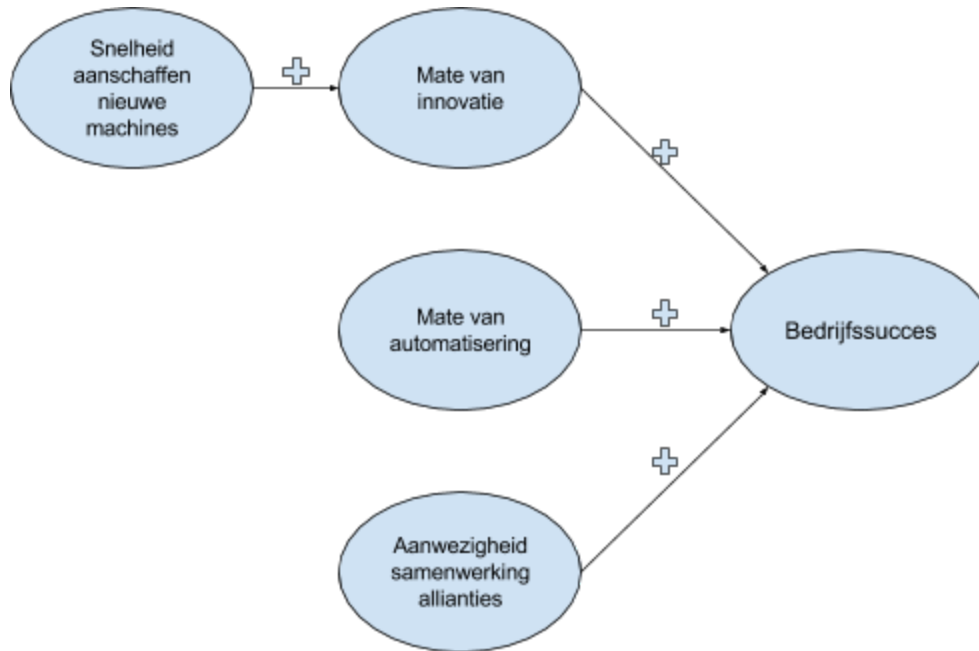 Snelheid
aanschaffen
nieuwe
machines
Mate van
innovatie
Mate van
automatisering
Bedrijfssucces
Aanwezigheid
samenwerking
allianties